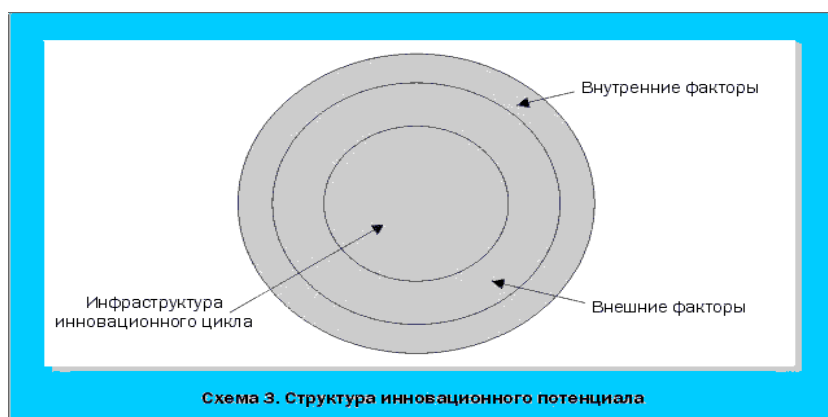 Внутренние факторы
Инфраструктура
инновационного цикла
Внешние факторы
Схема 3. Структура инновационного потенциала